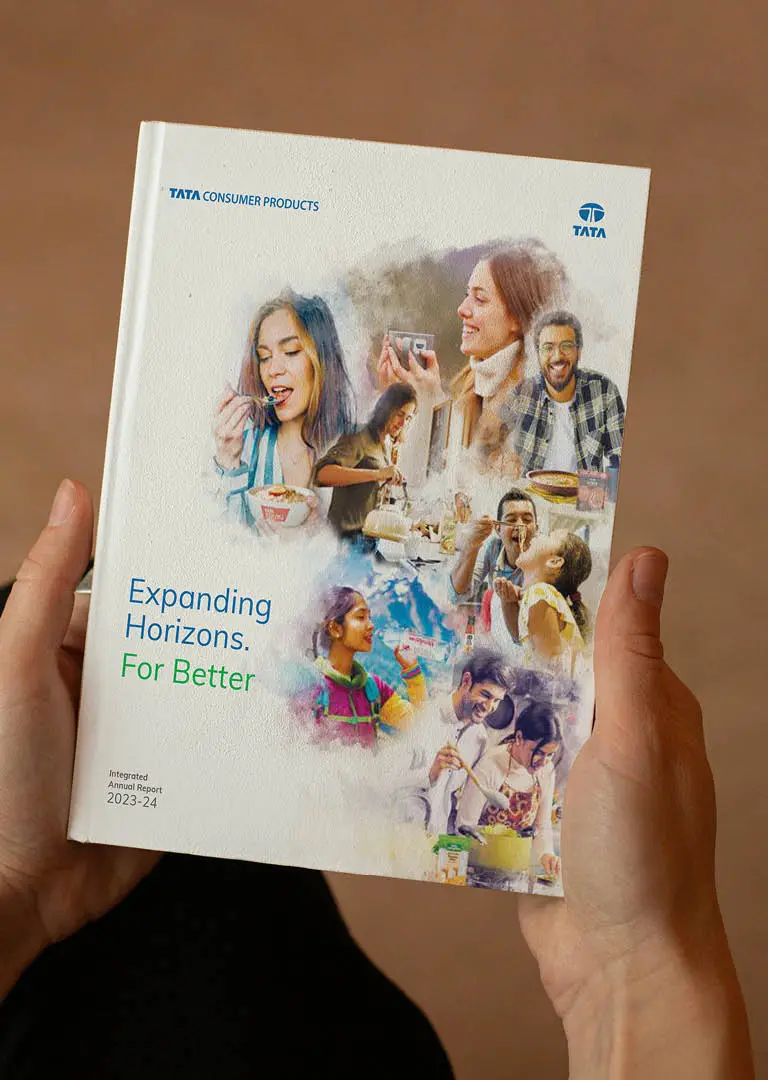 TATA CONSUMER PRODUCTS
TATA
Expanding
Horizons.
For Better
Integrated
Annual Report
2023-24